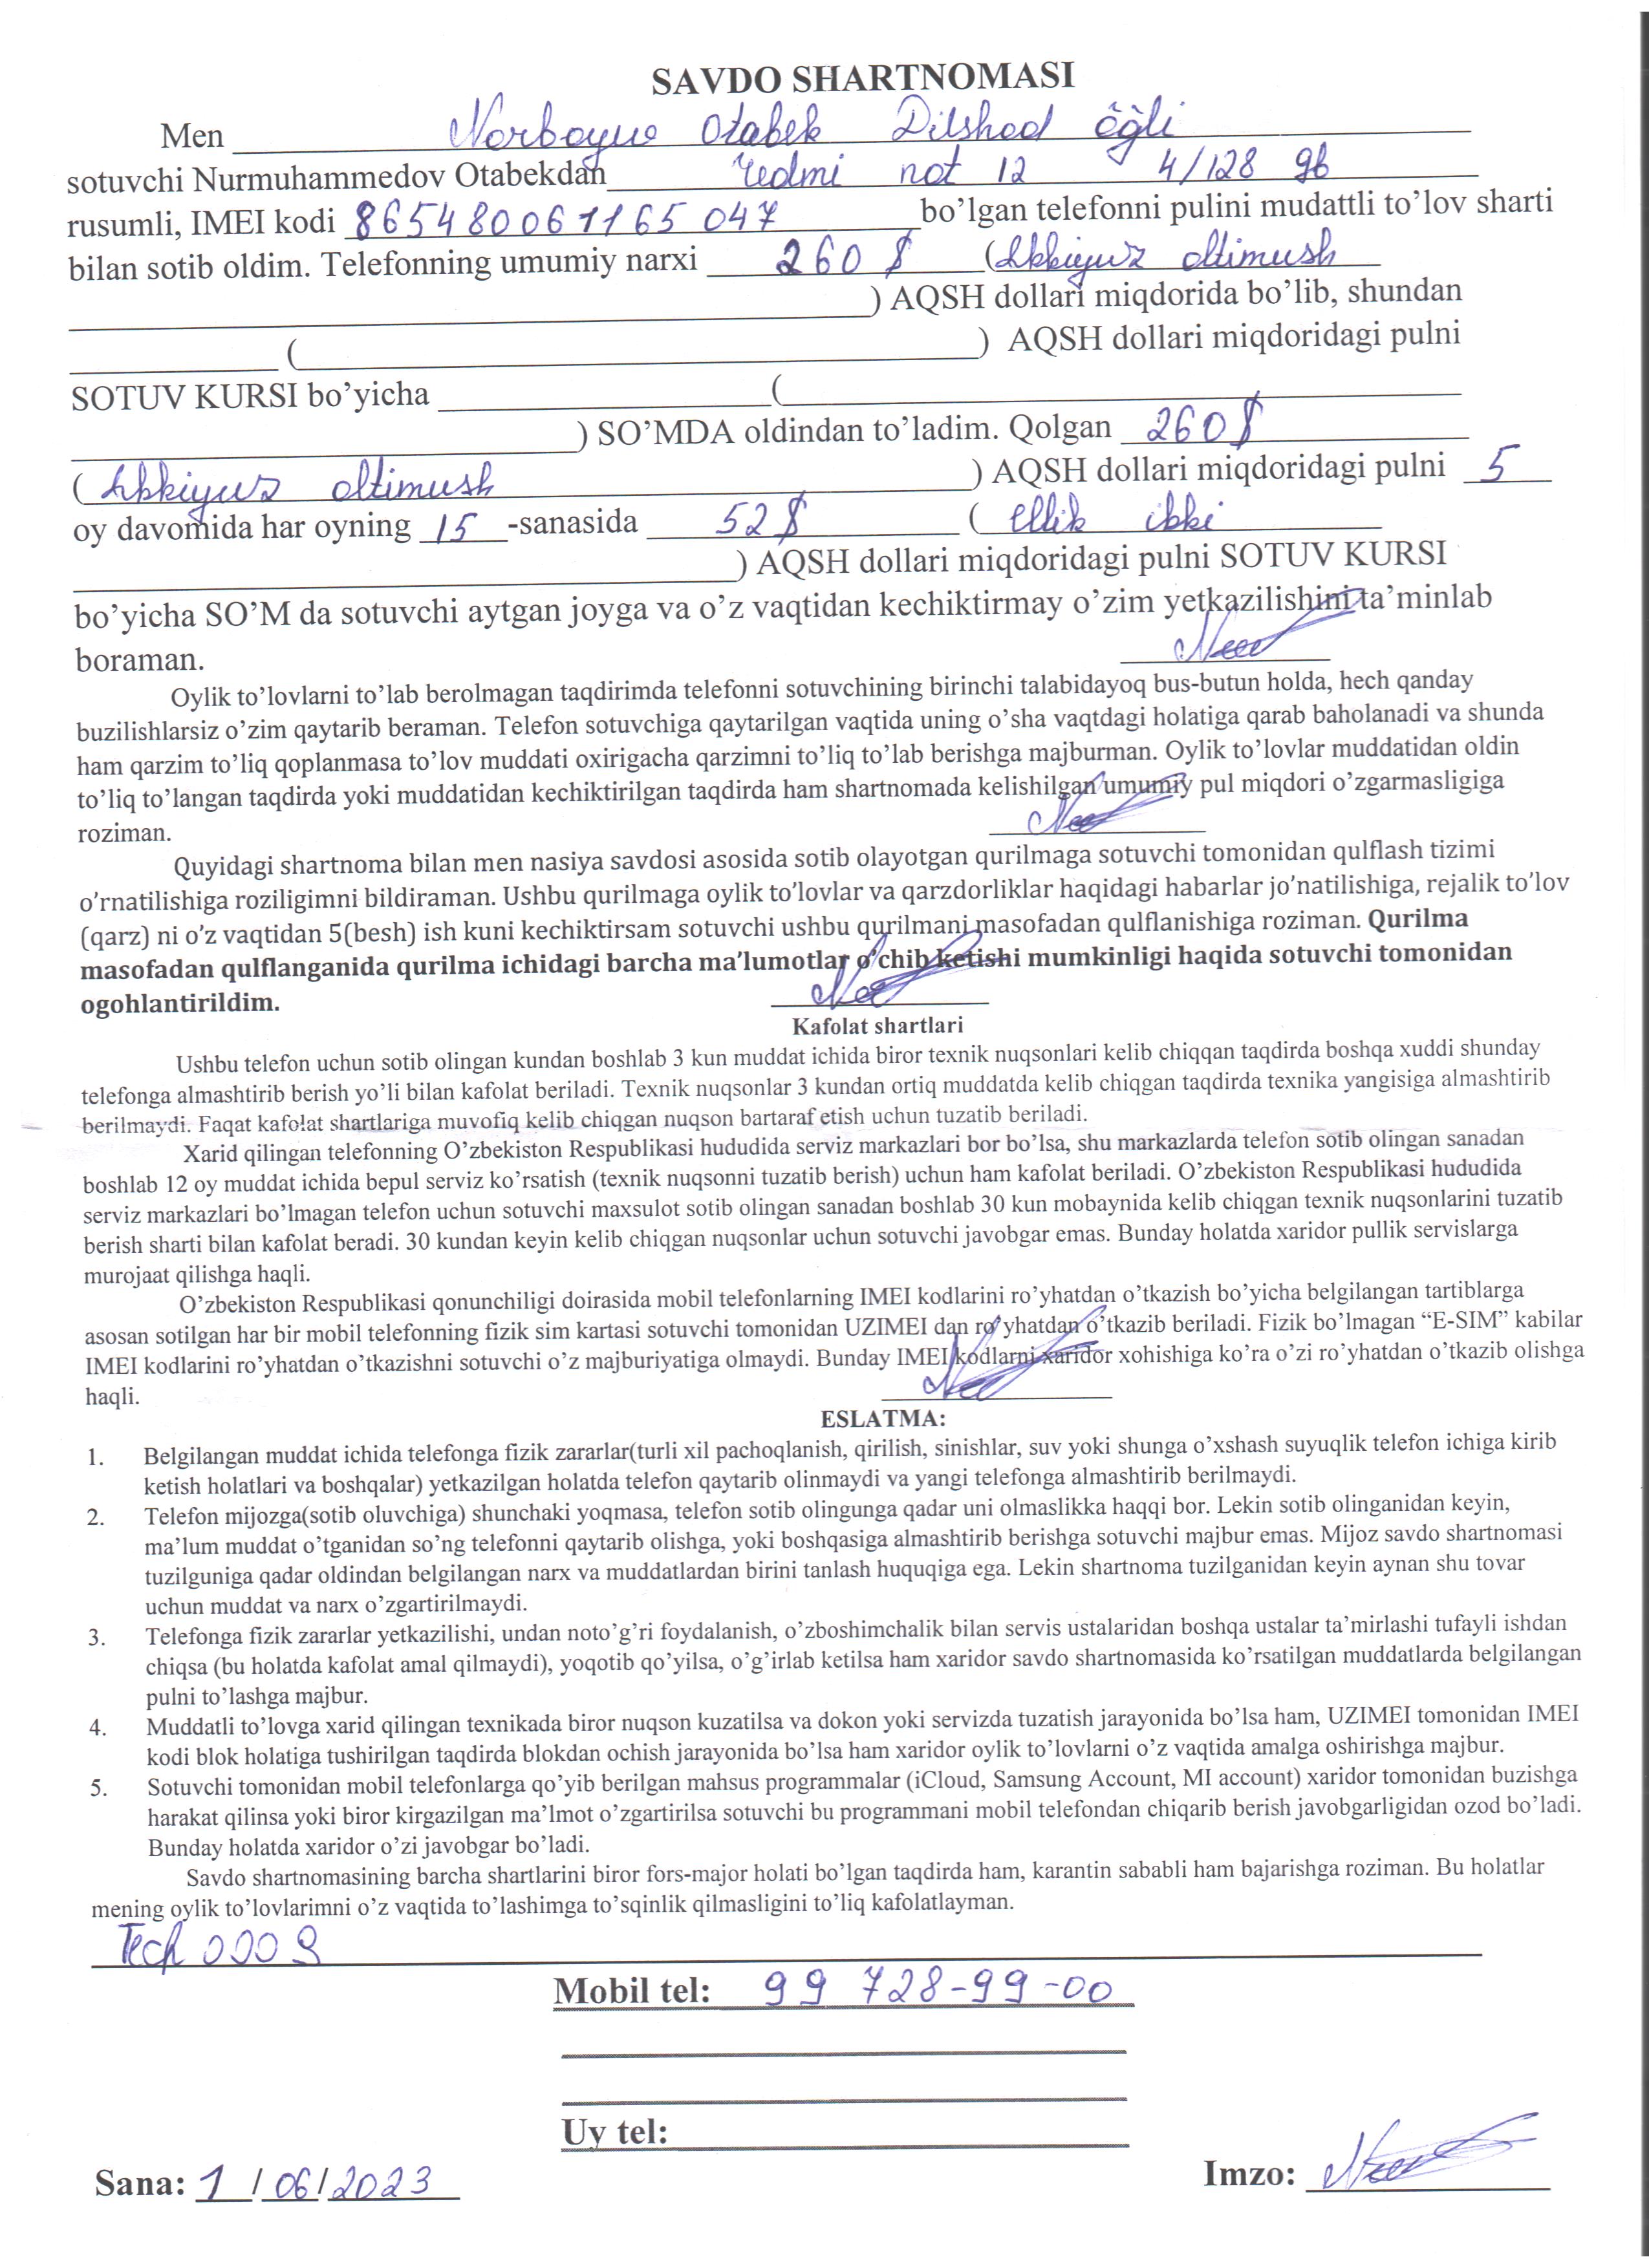 SAVDO SHARTNOMASI
Men Norboyev Otabek Dilshod o'g'li
sotuvchi Nurmuhammedov Otabekdan redmi not 12 4/128 gb
rusumli, IMEI kodi 865480061165047 bo'lgan telefonni pulini mudattli to'lov sharti
bilan sotib oldim. Telefonning umumiy narxi 260 $ (Ikkiyuz oltimush
) AQSH dollari miqdorida bo'lib, shundan
( ) AQSH dollari miqdoridagi pulni
SOTUV KURSI bo'yicha (
) SO'MDA oldindan to'ladim. Qolgan 260 $
(Ikkiyuz oltimush ) AQSH dollari miqdoridagi pulni 5
oy davomida har oyning 15 -sanasida 52 $ ( ellik ikki
) AQSH dollari miqdoridagi pulni SOTUV KURSI
bo'yicha SO'M da sotuvchi aytgan joyga va o'z vaqtidan kechiktirmay o'zim yetkazilishini ta'minlab
boraman.
Oylik to'lovlarni to'lab berolmagan taqdirimda telefonni sotuvchining birinchi talabidayoq bus-butun holda, hech qanday
buzilishlarsiz o'zim qaytarib beraman. Telefon sotuvchiga qaytarilgan vaqtida uning o'sha vaqtdagi holatiga qarab baholanadi va shunda
ham qarzim to'liq qoplanmasa to'lov muddati oxirigacha qarzimni to'liq to'lab berishga majburman. Oylik to'lovlar muddatidan oldin
to'liq to'langan taqdirda yoki muddatidan kechiktirilgan taqdirda ham shartnomada kelishilgan umumiy pul miqdori o'zgarmasligiga
roziman.
Quyidagi shartnoma bilan men nasiya savdosi asosida sotib olayotgan qurilmaga sotuvchi tomonidan qulflash tizimi
o'rnatilishiga roziligimni bildiraman. Ushbu qurilmaga oylik to'lovlar va qarzdorliklar haqidagi habarlar jo'natilishiga, rejalik to'lov
(qarz) ni o'z vaqtidan 5(besh) ish kuni kechiktirsam sotuvchi ushbu qurilmani masofadan qulflanishiga roziman. Qurilma
masofadan qulflanganida qurilma ichidagi barcha ma'lumotlar o'chib ketishi mumkinligi haqida sotuvchi tomonidan
ogohlantirildim.
Kafolat shartlari
Ushbu telefon uchun sotib olingan kundan boshlab 3 kun muddat ichida biror texnik nuqsonlari kelib chiqqan taqdirda boshqa xuddi shunday
telefonga almashtirib berish yo'li bilan kafolat beriladi. Texnik nuqsonlar 3 kundan ortiq muddatda kelib chiqgan taqdirda texnika yangisiga almashtirib
berilmaydi. Faqat kafolat shartlariga muvofiq kelib chiqgan nuqson bartaraf etish uchun tuzatib beriladi.
Xarid qilingan telefonning O'zbekiston Respublikasi hududida serviz markazlari bor bo'lsa, shu markazlarda telefon sotib olingan sanadan
boshlab 12 oy muddat ichida bepul serviz ko'rsatish (texnik nuqsonni tuzatib berish) uchun ham kafolat beriladi. O'zbekiston Respublikasi hududida
serviz markazlari bo'lmagan telefon uchun sotuvchi maxsulot sotib olingan sanadan boshlab 30 kun mobaynida kelib chiqgan texnik nuqsonlarini tuzatib
berish sharti bilan kafolat beradi. 30 kundan keyin kelib chiqgan nuqsonlar uchun sotuvchi javobgar emas. Bunday holatda xaridor pullik servislarga
murojaat qilishga haqli.
O'zbekiston Respublikasi qonunchiligi doirasida mobil telefonlarning IMEI kodlarini ro'yhatdan o'tkazish bo'yicha belgilangan tartiblarga
asosan sotilgan har bir mobil telefonning fizik sim kartasi sotuvchi tomonidan UZIMEI dan ro'yhatdan o'tkazib beriladi. Fizik bo'lmagan "E-SIM" kabilar
IMEI kodlarini ro'yhatdan o'tkazishni sotuvchi o'z majburiyatiga olmaydi. Bunday IMEI kodlarni xaridor xohishiga ko'ra o'zi ro'yhatdan o'tkazib olishga
haqli.
ESLATMA:
1. Belgilangan muddat ichida telefonga fizik zararlar(turli xil pachoqlanish, qirilish, sinishlar, suv yoki shunga o'xshash suyuqlik telefon ichiga kirib
ketish holatlari va boshqalar) yetkazilgan holatda telefon qaytarib olinmaydi va yangi telefonga almashtirib berilmaydi.
2. Telefon mijozga(sotib oluvchiga) shunchaki yoqmasa, telefon sotib olingunga qadar uni olmaslikka haqqi bor. Lekin sotib olinganidan keyin,
ma'lum muddat o'tganidan so'ng telefonni qaytarib olishga, yoki boshqasiga almashtirib berishga sotuvchi majbur emas. Mijoz savdo shartnomasi
tuzilguniga qadar oldindan belgilangan narx va muddatlardan birini tanlash huquqiga ega. Lekin shartnoma tuzilganidan keyin aynan shu tovar
uchun muddat va narx o'zgartirilmaydi.
3. Telefonga fizik zararlar yetkazilishi, undan noto'g'ri foydalanish, o'zboshimchalik bilan servis ustalaridan boshqa ustalar ta'mirlashi tufayli ishdan
chiqsa (bu holatda kafolat amal qilmaydi), yoqotib qo'yilsa, o'g'irlab ketilsa ham xaridor savdo shartnomasida ko'rsatilgan muddatlarda belgilangan
pulni to'lashga majbur.
4. Muddatli to'lovga xarid qilingan texnikada biror nuqson kuzatilsa va dokon yoki servizda tuzatish jarayonida bo'lsa ham, UZIMEI tomonidan IMEI
kodi blok holatiga tushirilgan taqdirda blokdan ochish jarayonida bo'lsa ham xaridor oylik to'lovlarni o'z vaqtida amalga oshirishga majbur.
5. Sotuvchi tomonidan mobil telefonlarga qo'yib berilgan mahsus programmalar (iCloud, Samsung Account, MI account) xaridor tomonidan buzishga
harakat qilinsa yoki biror kirgazilgan ma'lmot o'zgartirilsa sotuvchi bu programmani mobil telefondan chiqarib berish javobgarligidan ozod bo'ladi.
Bunday holatda xaridor o'zi javobgar bo'ladi.
Savdo shartnomasining barcha shartlarini biror fors-major holati bo'lgan taqdirda ham, karantin sababli ham bajarishga roziman. Bu holatlar
mening oylik to'lovlarimni o'z vaqtida to'lashimga to'sqinlik qilmasligini to'liq kafolatlayman.
Tech 000
Mobil tel: 99 728-99-00
Uy tel:
Sana: 1 / 06 / 2023 Imzo: